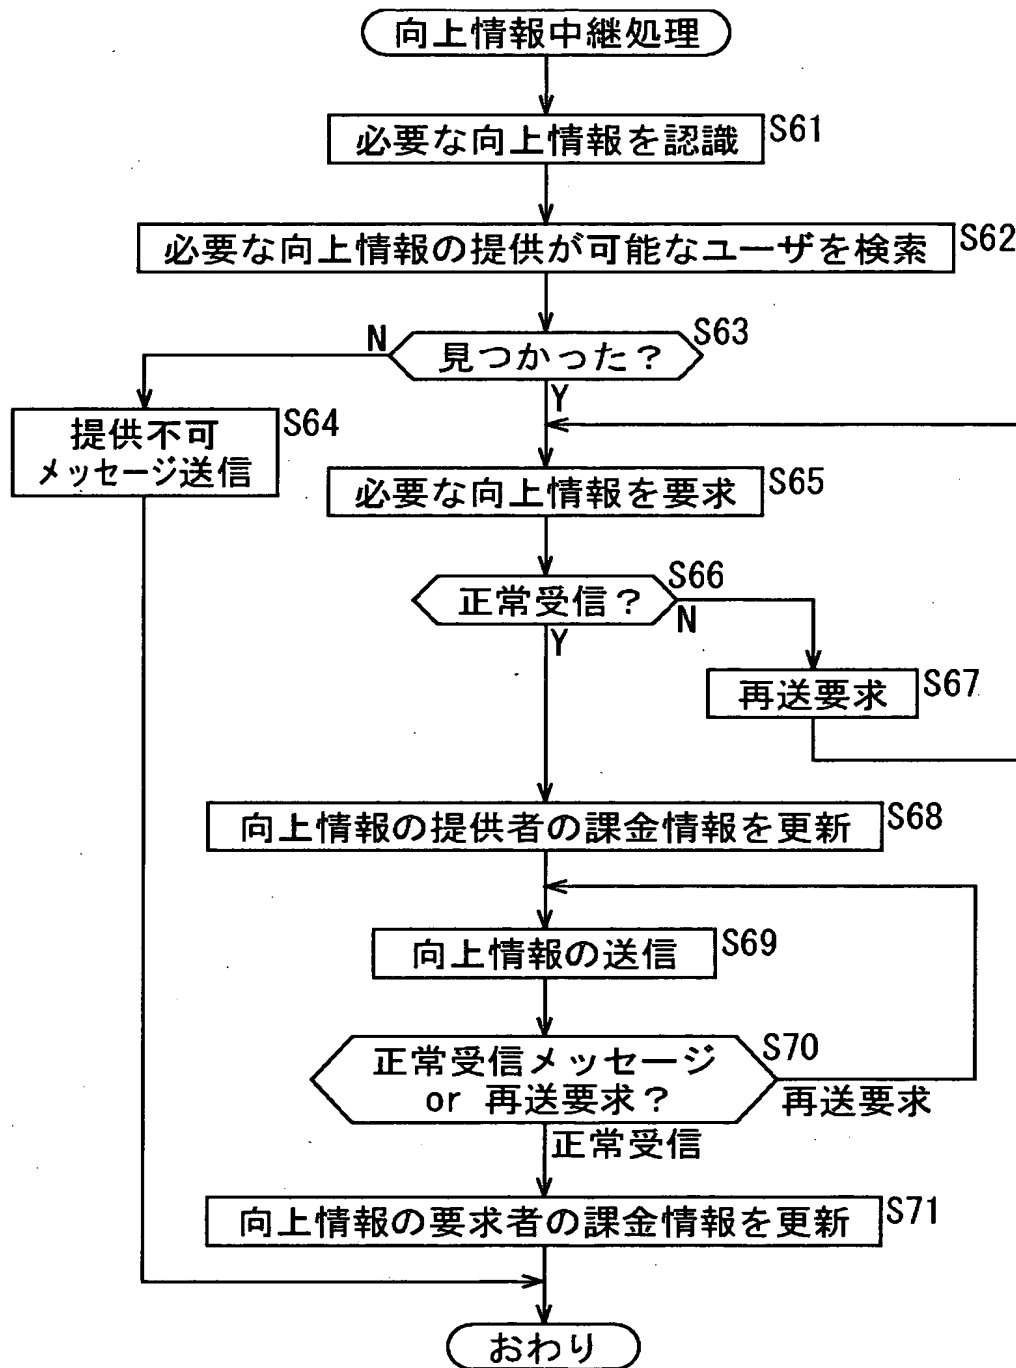 向上情報中継処理
必要な向上情報を認識
S61
必要な向上情報の提供が可能なユーザを検索
S62
見つかった？
S63
N
Y
提供不可
メッセージ送信
S64
必要な向上情報を要求
S65
正常受信？
S66
N
Y
再送要求
S67
向上情報の提供者の課金情報を更新
S68
向上情報の送信
S69
正常受信メッセージ
or 再送要求？
S70
再送要求
正常受信
向上情報の要求者の課金情報を更新
S71
おわり